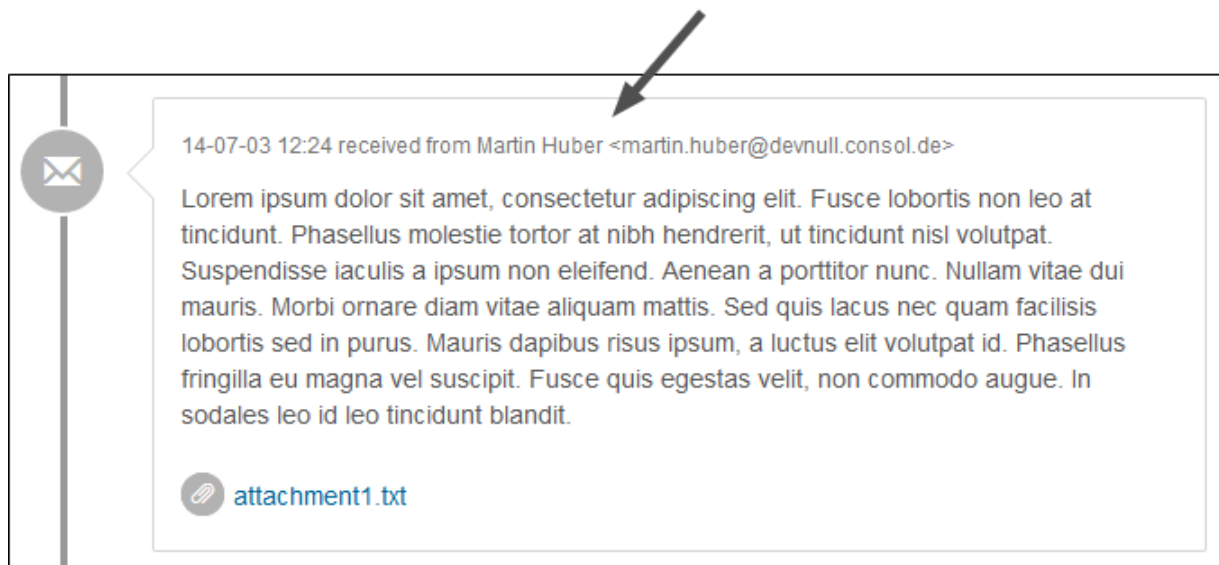 14-07-03 12:24 received from Martin Huber <martin.huber@devnull.consol.de>
Lorem ipsum dolor sit amet, consectetur adipiscing elit. Fusce lobortis non leo at
tincidunt. Phasellus molestie tortor at nibh hendrerit, ut tincidunt nisl volutpat.
Suspendisse iaculis a ipsum non eleifend. Aenean a porttitor nunc. Nullam vitae dui
mauris. Morbi ornare diam vitae aliquam mattis. Sed quis lacus nec quam facilisis
lobortis sed in purus. Mauris dapibus risus ipsum, a luctus elit volutpat id. Phasellus
fringilla eu magna vel suscipit. Fusce quis egestas velit, non commodo augue. In
sodales leo id leo tincidunt blandit.
attachment1.txt